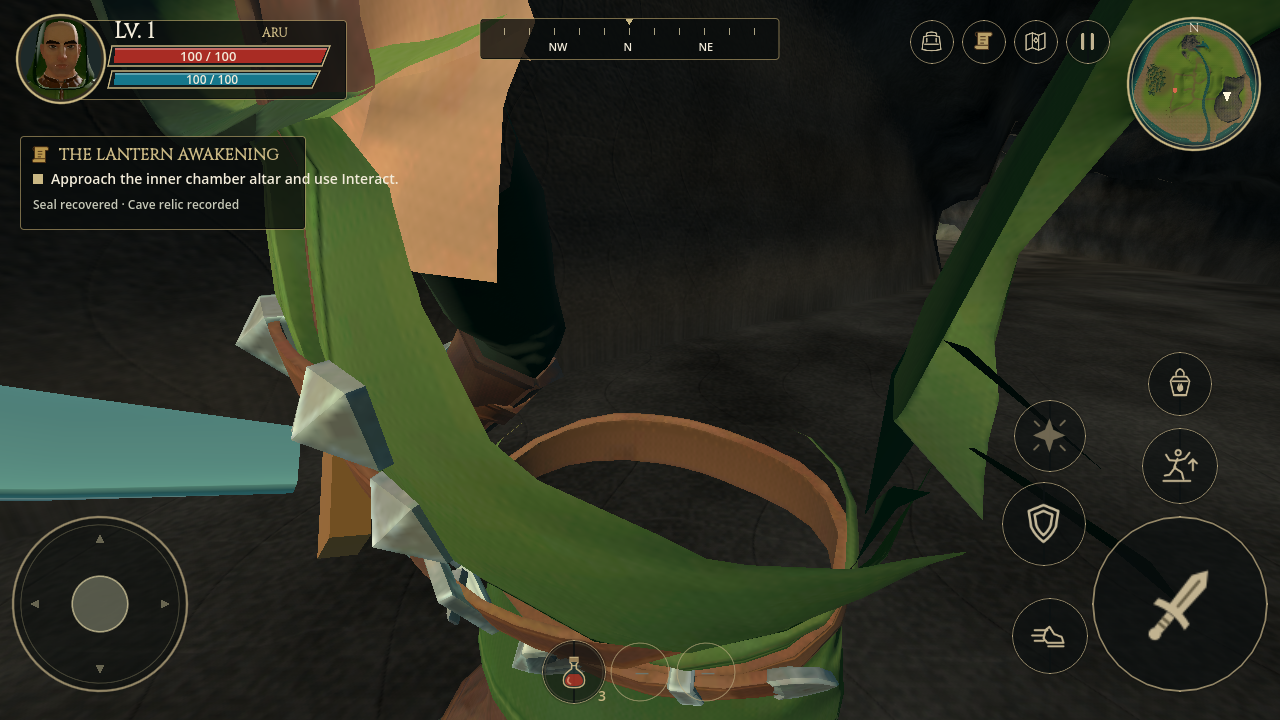 Lv. 1
ARU
100 / 100
100 / 100
NW
N
NE
N
THE LANTERN AWAKENING
Approach the inner chamber altar and use Interact.
Seal recovered · Cave relic recorded
3